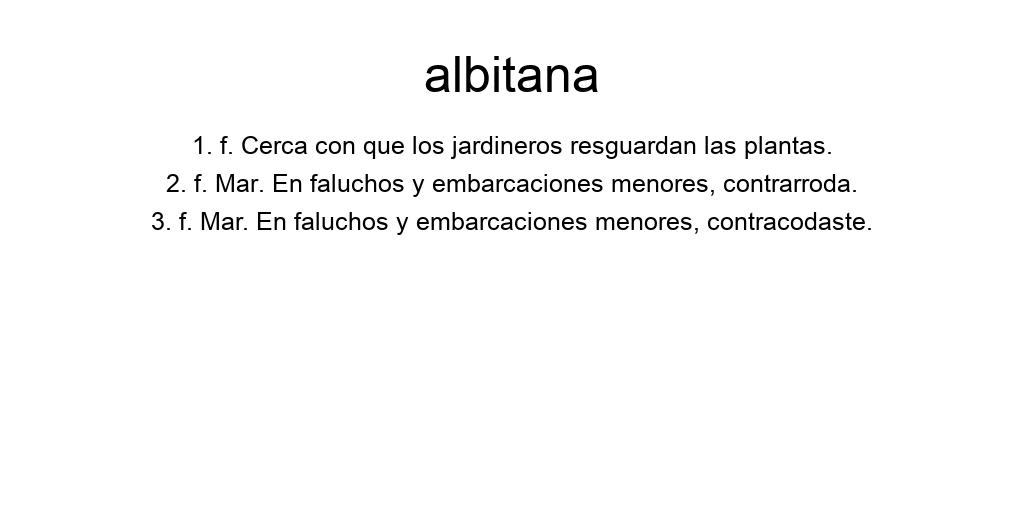 albitana
1. f. Cerca con que los jardineros resguardan las plantas.
2. f. Mar. En faluchos y embarcaciones menores, contrarroda.
3. f. Mar. En faluchos y embarcaciones menores, contracodaste.